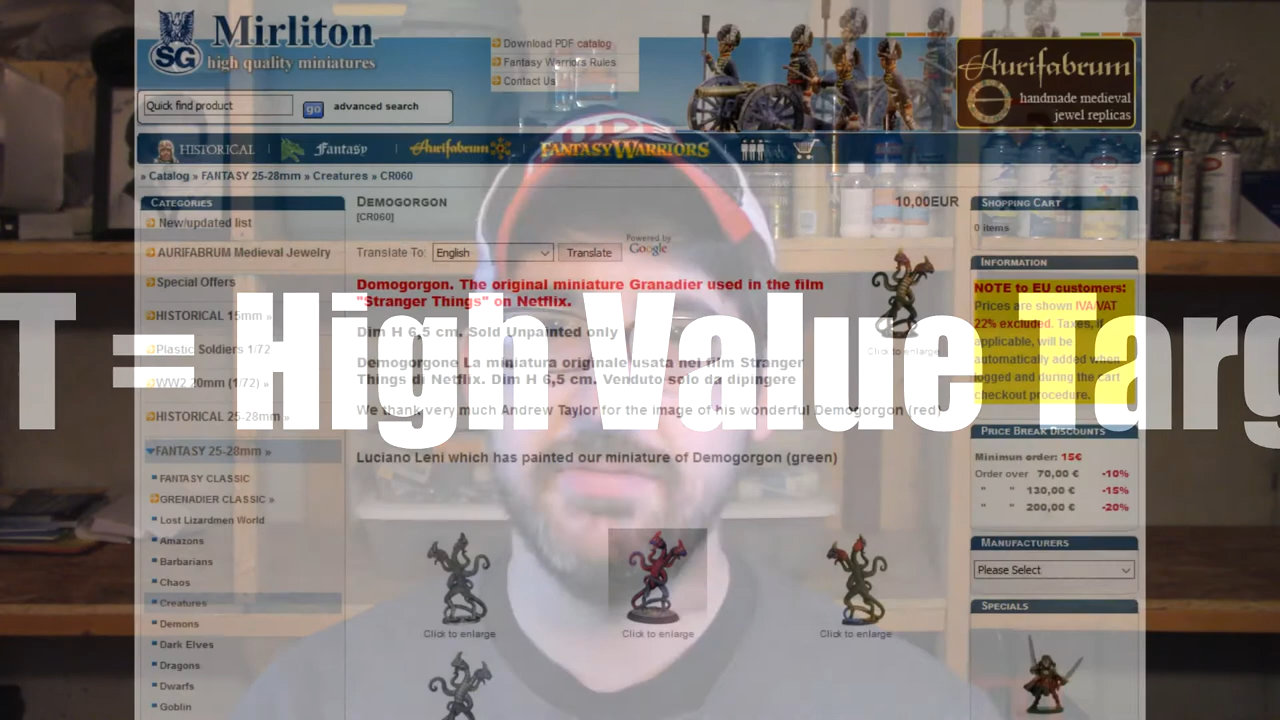 SG
Mirliton
high quality miniatures
Download PDF catalog
Fantasy Warriors Rules
Contact Us
Aurifabrum
handmade medieval
jewel replicas
Quick find product
go
advanced search
HISTORICAL
Fantasy
Aurifabrum
FANTASYWARRIORS
» Catalog » FANTASY 25-28mm » Creatures » CR060
CATEGORIES
New/updated list
AURIFABRUM Medieval Jewelry
Special Offers
HISTORICAL 15mm »
Plastic Soldiers 1/72
WW2 20mm (1/72) »
HISTORICAL 25-28mm »
FANTASY 25-28mm »
FANTASY CLASSIC
GRENADIER CLASSIC »
Lost Lizardmen World
Amazons
Barbarians
Chaos
Creatures
Demons
Dark Elves
Dragons
Dwarfs
Goblin
DEMOGORGON
10,00EUR
[CR060]
Translate To:
English
Translate
Powered by
Google
Domogorgon. The original miniature Granadier used in the film
"Stranger Things" on Netflix.
Dim H 6,5 cm. Sold Unpainted only
Demogorgone La miniatura originale usata nel film Stranger
Things di Netflix. Dim H 6,5 cm. Venduto solo da dipingere
We thank very much Andrew Taylor for the image of his wonderful Demogorgon (red)
Luciano Leni which has painted our miniature of Demogorgon (green)
Click to enlarge
Click to enlarge
Click to enlarge
Click to enlarge
T = High Value Targ
SHOPPING CART
0 items
INFORMATION
NOTE to EU customers:
Prices are shown IVA/VAT
22% excluded. Taxes, if
applicable, will be
automatically added when
logged and during the cart
checkout procedure.
PRICE BREAK DISCOUNTS
Minimun order: 15€
Order over 70,00 € -10%
" " 130,00 € -15%
" " 200,00 € -20%
MANUFACTURERS
Please Select
SPECIALS